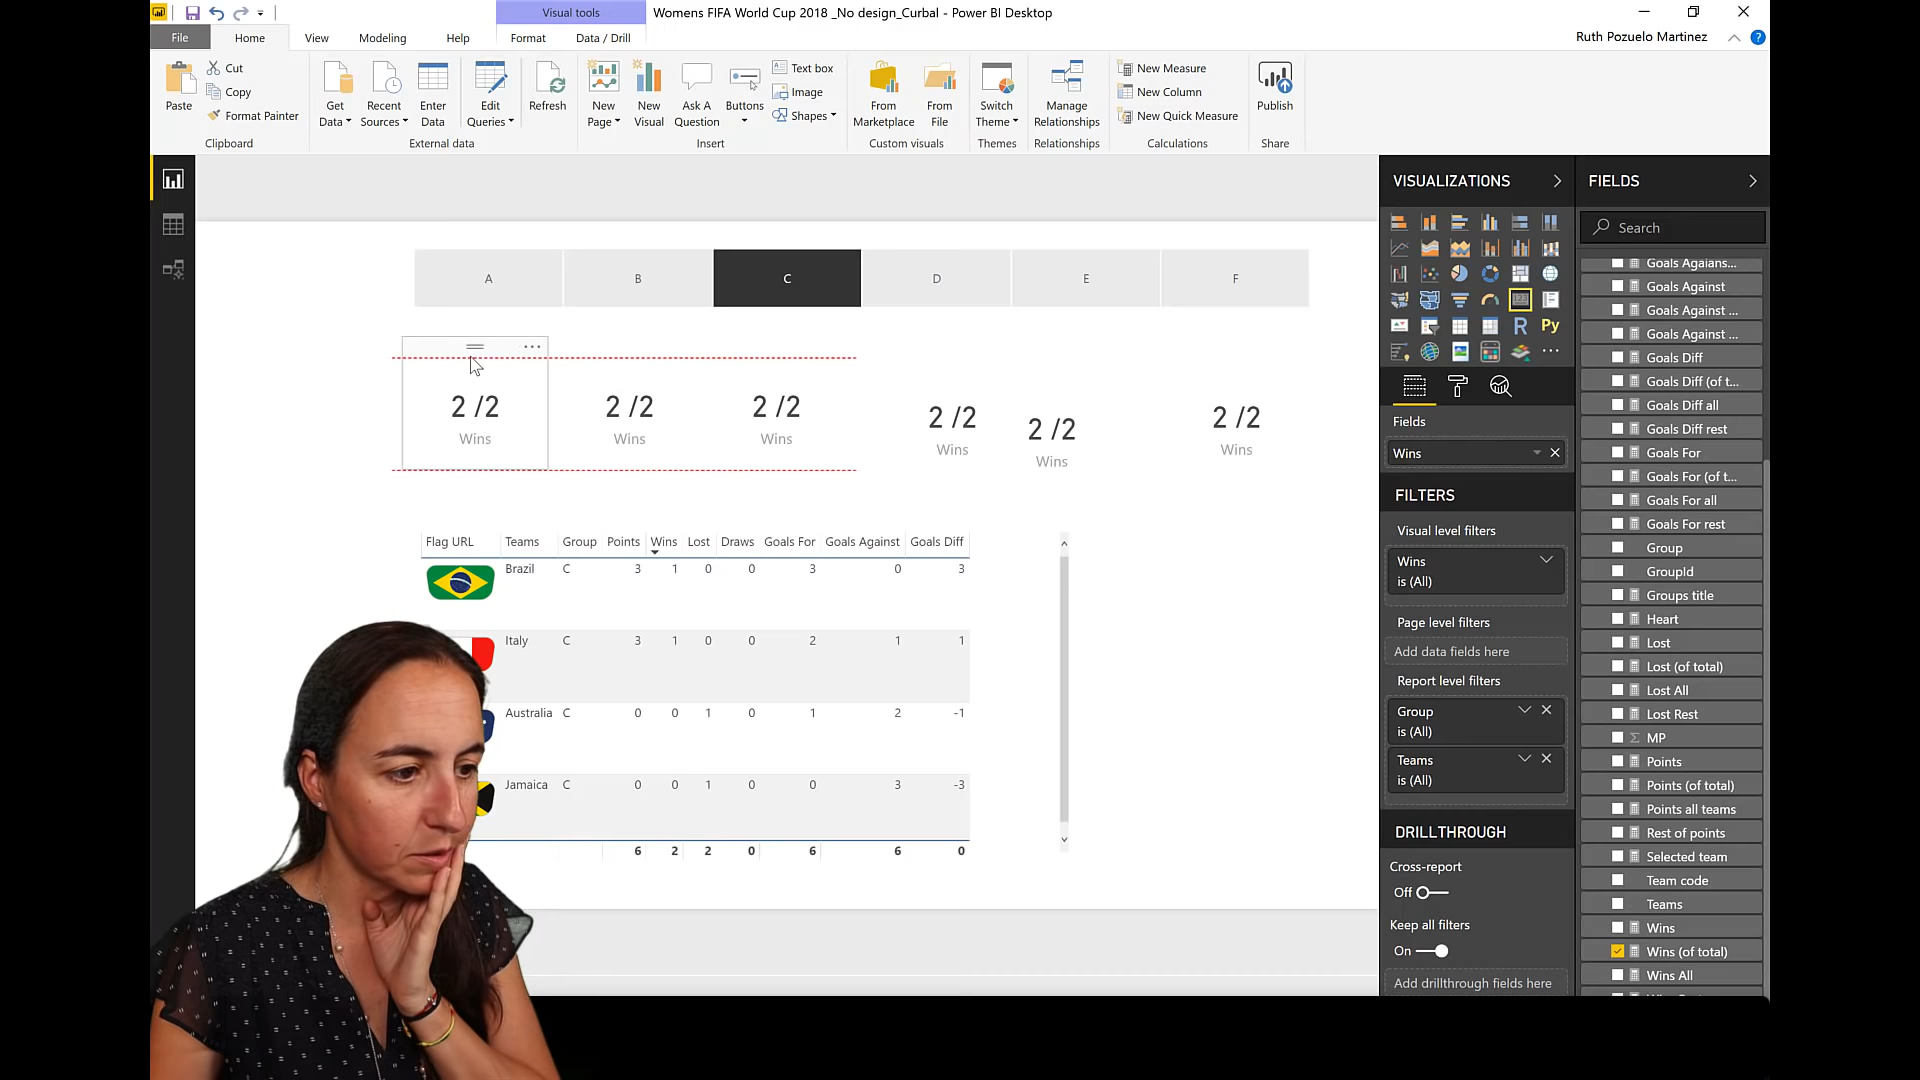 Visual tools
Womens FIFA World Cup 2018 _No design_Curbal - Power BI Desktop
File
Home
View
Modeling
Help
Format
Data / Drill
Ruth Pozuelo Martinez
Paste
Cut
Copy
Format Painter
Clipboard
Get Data
Recent Sources
Enter Data
Edit Queries
Refresh
External data
New Page
New Visual
Ask A Question
Buttons
Text box
Image
Shapes
Insert
From Marketplace
From File
Custom visuals
Switch Theme
Themes
Manage Relationships
Relationships
New Measure
New Column
New Quick Measure
Calculations
Publish
Share
A B C D E F
2 /2
Wins
2 /2
Wins
2 /2
Wins
2 /2
Wins
2 /2
Wins
2 /2
Wins
Flag URL Teams Group Points Wins Lost Draws Goals For Goals Against Goals Diff
Brazil C 3 1 0 0 3 0 3
Italy C 3 1 0 0 2 1 1
Australia C 0 0 1 0 1 2 -1
Jamaica C 0 0 1 0 0 3 -3
6 2 2 0 6 6 0
VISUALIZATIONS
123
R
Py
Fields
Wins
FILTERS
Visual level filters
Wins
is (All)
Page level filters
Add data fields here
Report level filters
Group
is (All)
Teams
is (All)
DRILLTHROUGH
Cross-report
Off
Keep all filters
On
Add drillthrough fields here
FIELDS
Search
Goals Agaians...
Goals Against
Goals Against ...
Goals Against ...
Goals Diff
Goals Diff (of t...
Goals Diff all
Goals Diff rest
Goals For
Goals For (of t...
Goals For all
Goals For rest
Group
GroupId
Groups title
Heart
Lost
Lost (of total)
Lost All
Lost Rest
MP
Points
Points (of total)
Points all teams
Rest of points
Selected team
Team code
Teams
Wins
Wins (of total)
Wins All